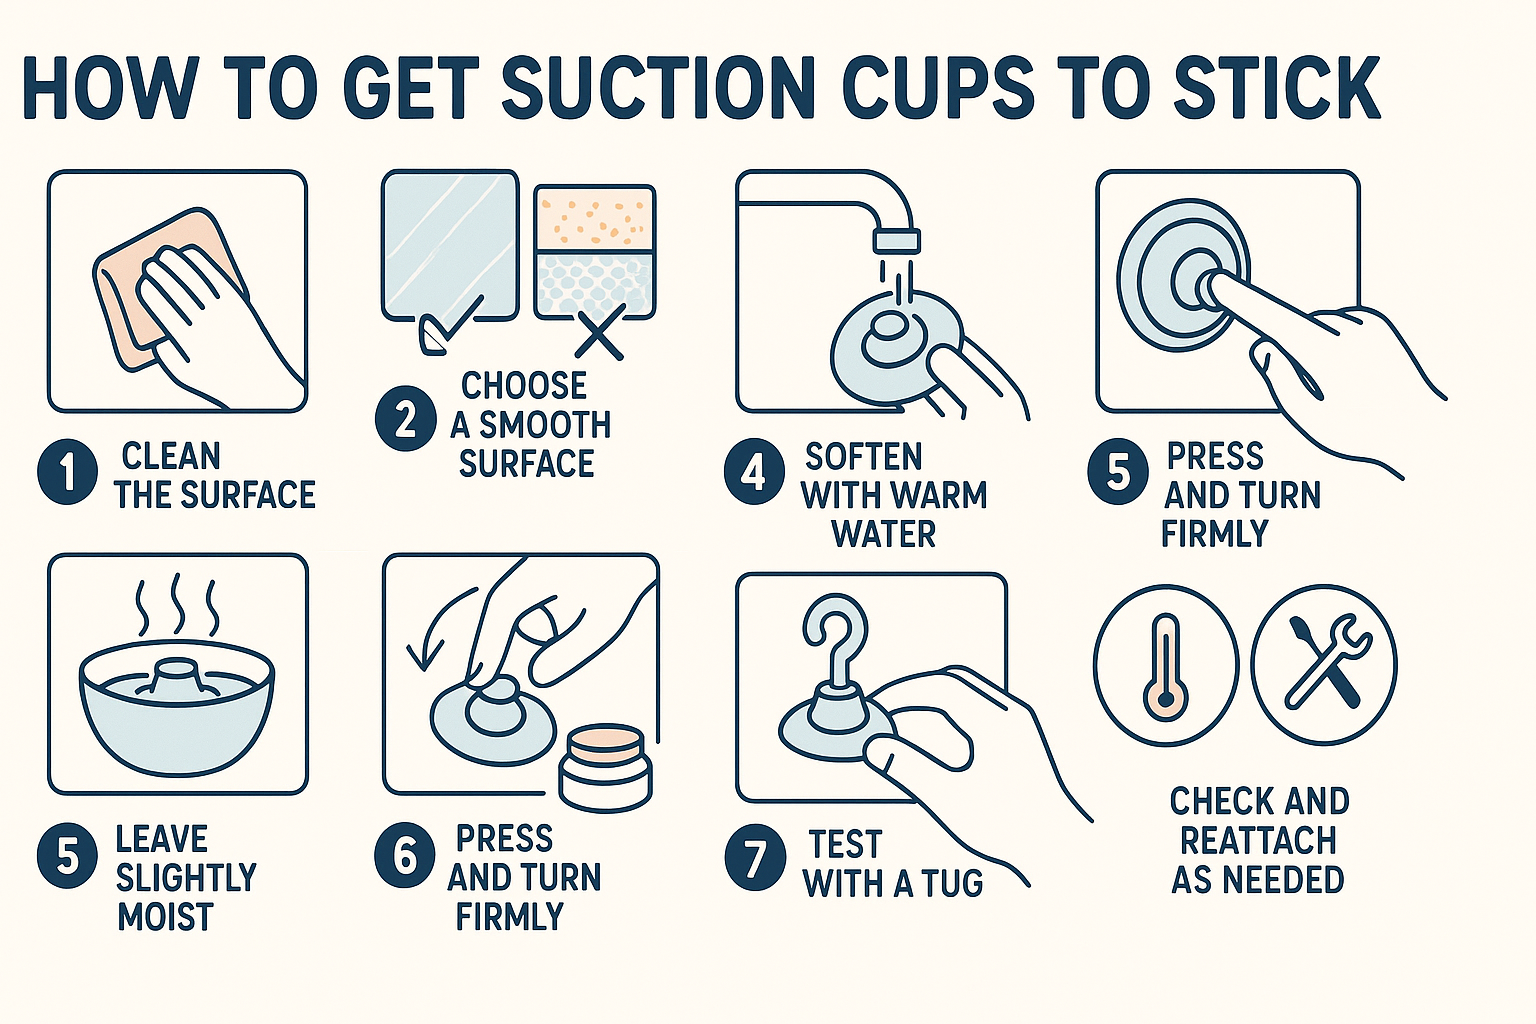 HOW TO GET SUCTION CUPS TO STICK
1 CLEAN
THE SURFACE
2 CHOOSE
A SMOOTH
SURFACE
4 SOFTEN
WITH WARM
WATER
5 PRESS
AND TURN
FIRMLY
5 LEAVE
SLIGHTLY
MOIST
6 PRESS
AND TURN
FIRMLY
7 TEST
WITH A TUG
CHECK AND
REATTACH
AS NEEDED